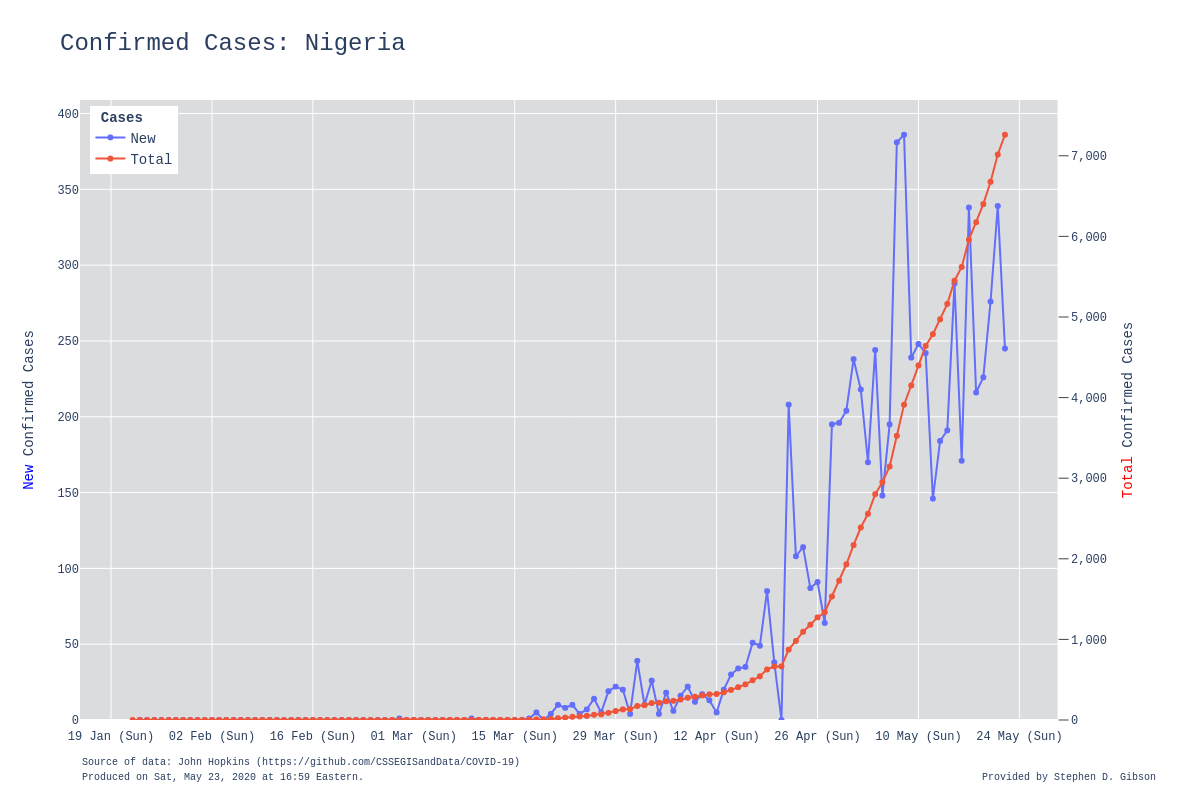 Confirmed Cases: Nigeria
Cases
New
Total
400
350
300
250
200
150
100
50
0
7,000
6,000
5,000
4,000
3,000
2,000
1,000
0
New Confirmed Cases
Total Confirmed Cases
19 Jan (Sun) 02 Feb (Sun) 16 Feb (Sun) 01 Mar (Sun) 15 Mar (Sun) 29 Mar (Sun) 12 Apr (Sun) 26 Apr (Sun) 10 May (Sun) 24 May (Sun)
Source of data: John Hopkins (https://github.com/CSSEGISandData/COVID-19)
Produced on Sat, May 23, 2020 at 16:59 Eastern.
Provided by Stephen D. Gibson